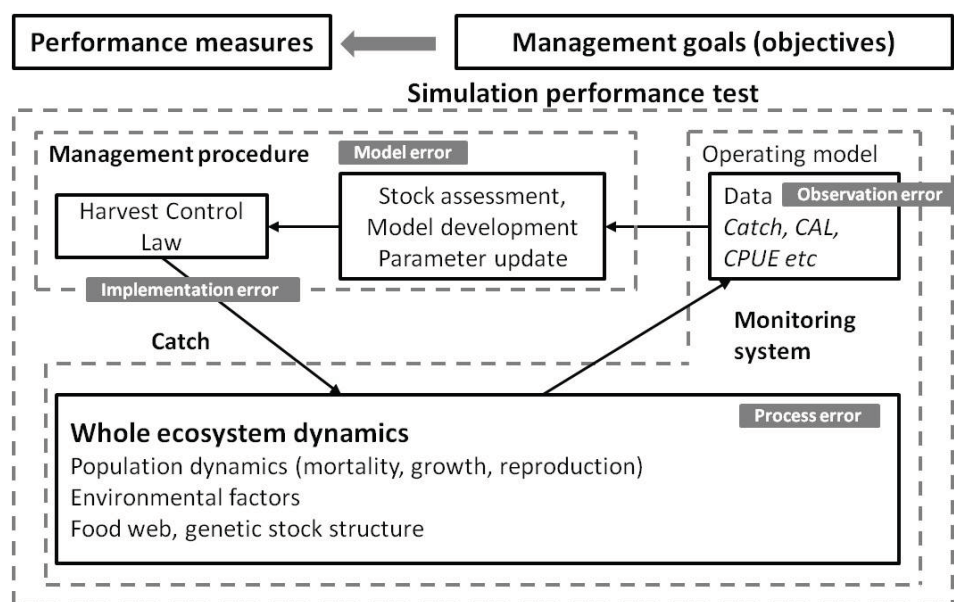 Performance measures
Management goals (objectives)
Simulation performance test
Management procedure
Model error
Operating model
Harvest Control
Law
Stock assessment,
Model development
Parameter update
Data
Observation error
Catch, CAL,
CPUE etc
Implementation error
Catch
Monitoring
system
Process error
Whole ecosystem dynamics
Population dynamics (mortality, growth, reproduction)
Environmental factors
Food web, genetic stock structure